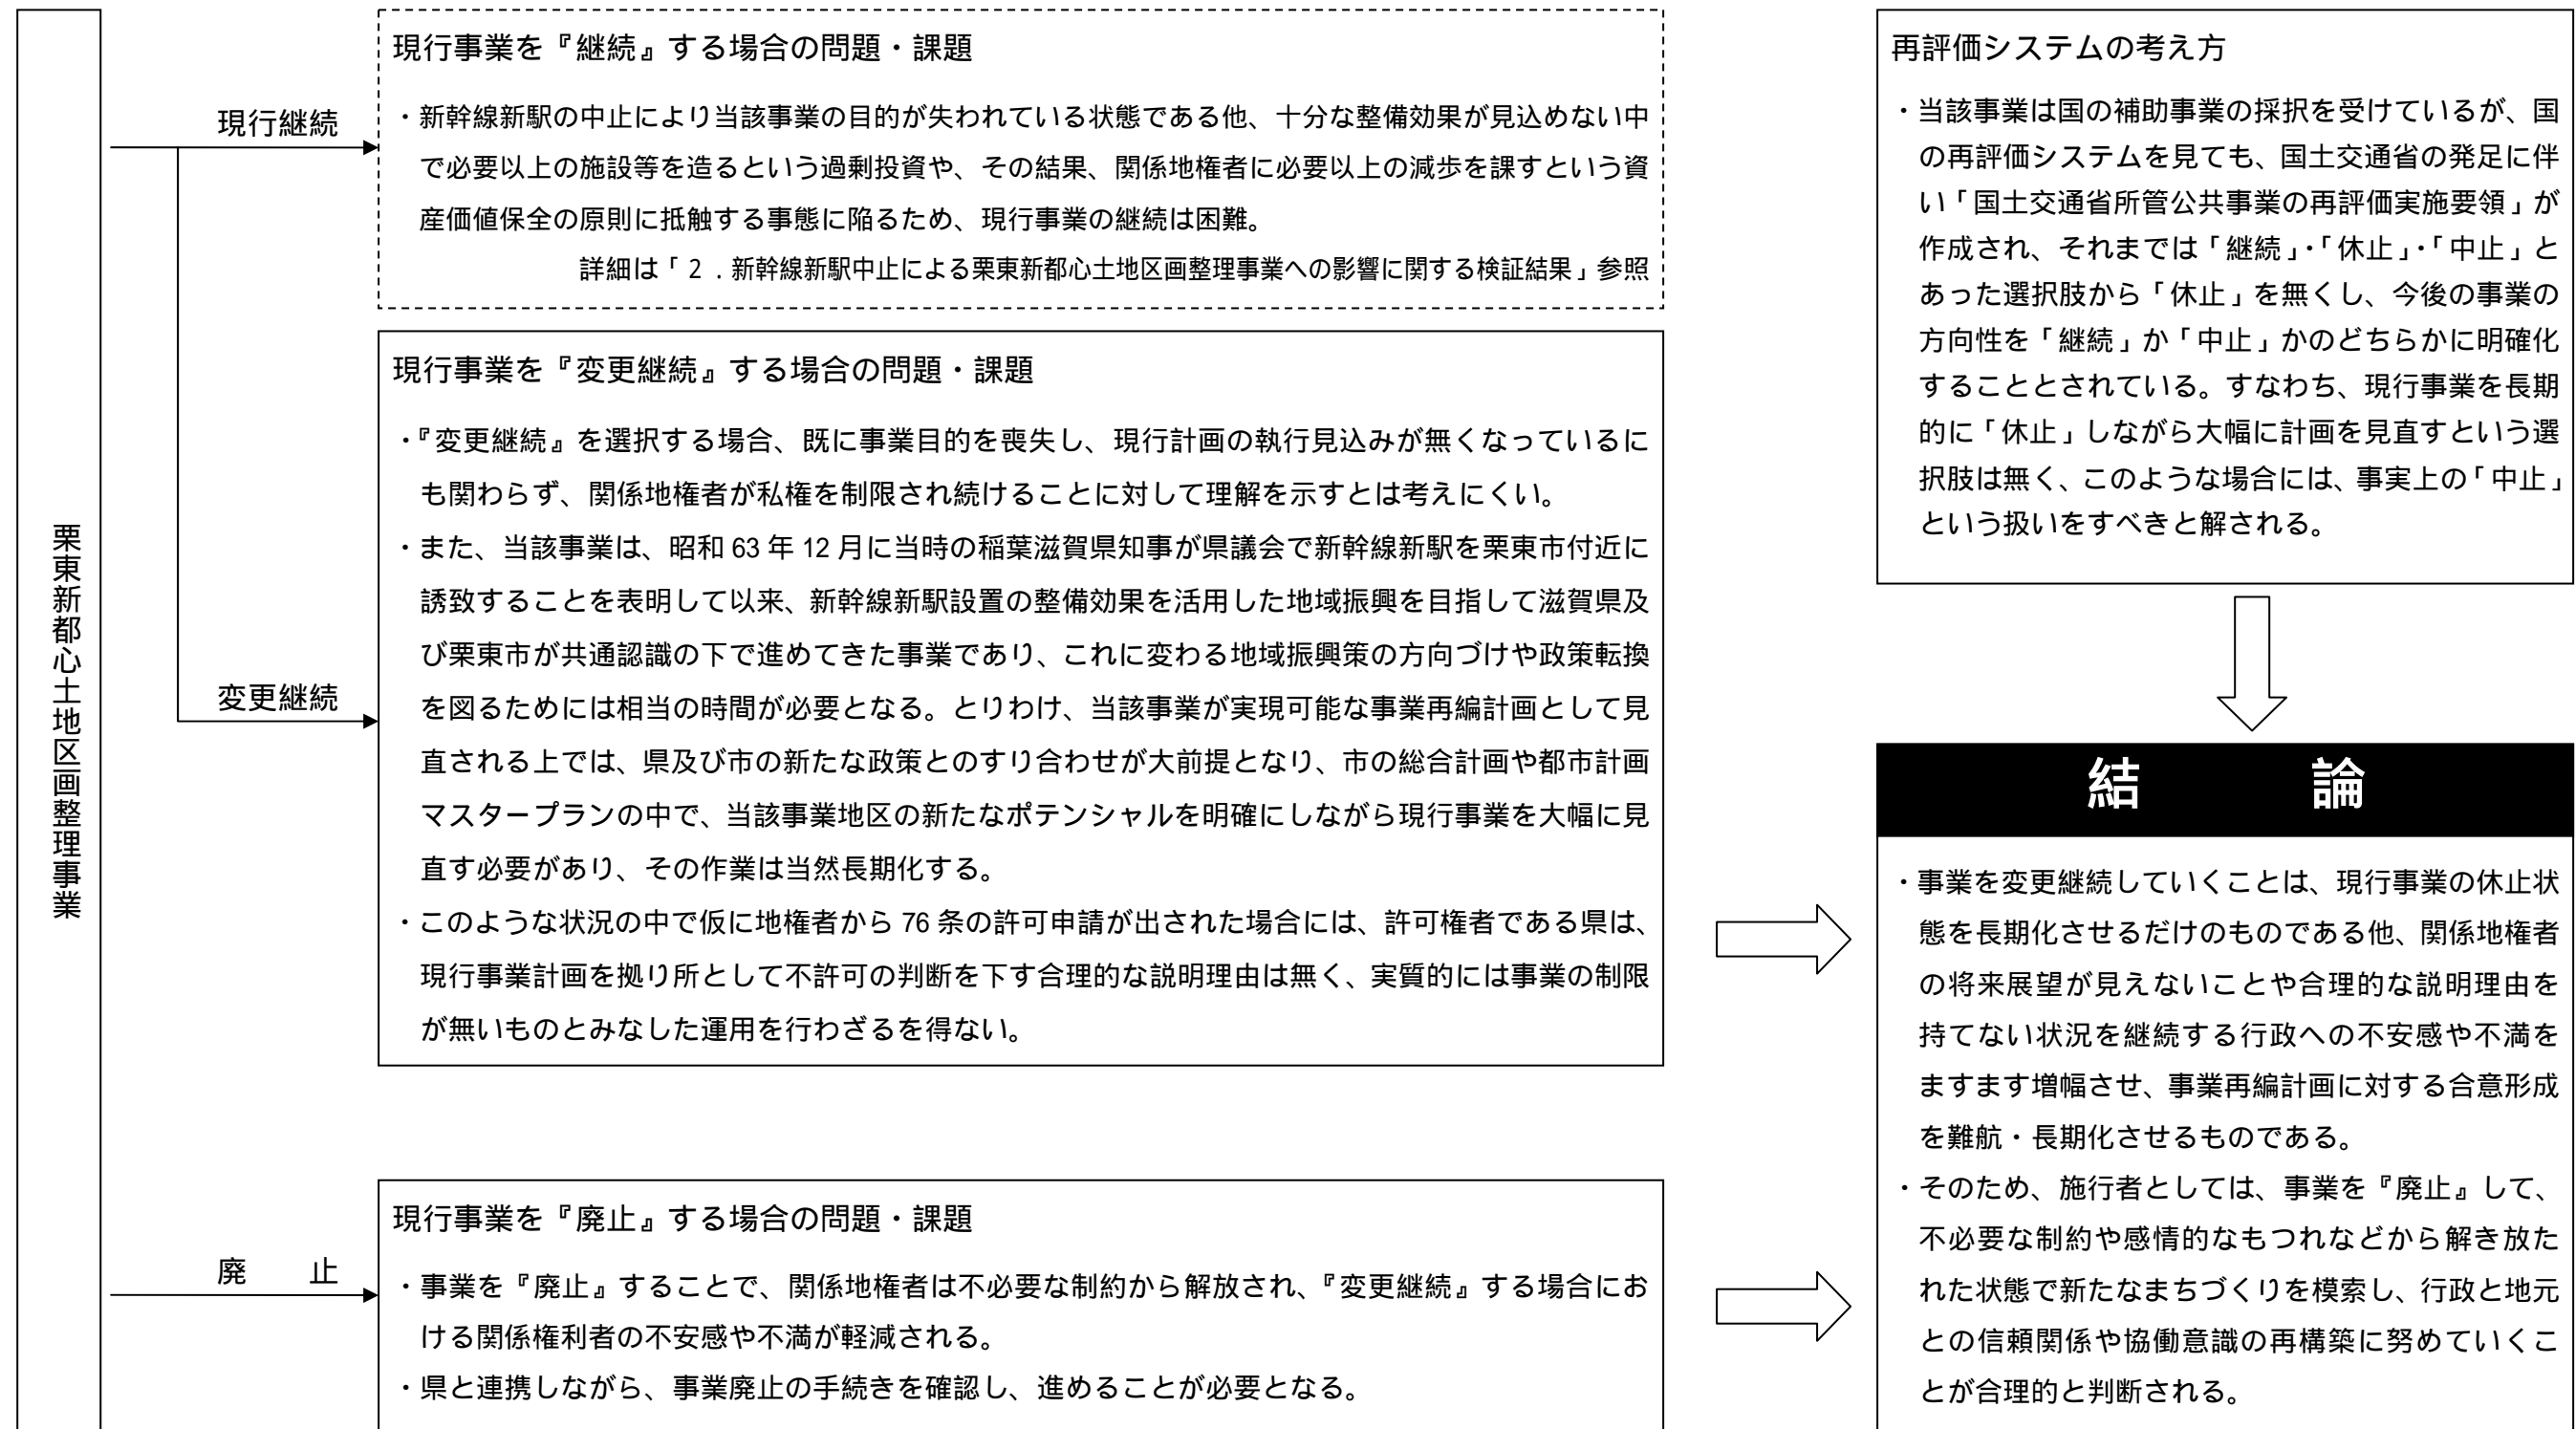 栗東新都心土地区画整理事業
現行継続
現行事業を『継続』する場合の問題・課題
・新幹線新駅の中止により当該事業の目的が失われている状態である他、十分な整備効果が見込めない中
で必要以上の施設等を造るという過剰投資や、その結果、関係地権者に必要以上の減歩を課すという資
産価値保全の原則に抵触する事態に陥るため、現行事業の継続は困難。
詳細は「２．新幹線新駅中止による栗東新都心土地区画整理事業への影響に関する検証結果」参照
変更継続
現行事業を『変更継続』する場合の問題・課題
・『変更継続』を選択する場合、既に事業目的を喪失し、現行計画の執行見込みが無くなっているに
も関わらず、関係地権者が私権を制限され続けることに対して理解を示すとは考えにくい。
・また、当該事業は、昭和 63 年 12 月に当時の稲葉滋賀県知事が県議会で新幹線新駅を栗東市付近に
誘致することを表明して以来、新幹線新駅設置の整備効果を活用した地域振興を目指して滋賀県及
び栗東市が共通認識の下で進めてきた事業であり、これに変わる地域振興策の方向づけや政策転換
を図るためには相当の時間が必要となる。とりわけ、当該事業が実現可能な事業再編計画として見
直される上では、県及び市の新たな政策とのすり合わせが大前提となり、市の総合計画や都市計画
マスタープランの中で、当該事業地区の新たなポテンシャルを明確にしながら現行事業を大幅に見
直す必要があり、その作業は当然長期化する。
・このような状況の中で仮に地権者から 76 条の許可申請が出された場合には、許可権者である県は、
現行事業計画を拠り所として不許可の判断を下す合理的な説明理由は無く、実質的には事業の制限
が無いものとみなした運用を行わざるを得ない。
廃　止
現行事業を『廃止』する場合の問題・課題
・事業を『廃止』することで、関係地権者は不必要な制約から解放され、『変更継続』する場合にお
ける関係権利者の不安感や不満が軽減される。
・県と連携しながら、事業廃止の手続きを確認し、進めることが必要となる。
再評価システムの考え方
・当該事業は国の補助事業の採択を受けているが、国
の再評価システムを見ても、国土交通省の発足に伴
い「国土交通省所管公共事業の再評価実施要領」が
作成され、それまでは「継続」・「休止」・「中止」と
あった選択肢から「休止」を無くし、今後の事業の
方向性を「継続」か「中止」かのどちらかに明確化
することとされている。すなわち、現行事業を長期
的に「休止」しながら大幅に計画を見直すという選
択肢は無く、このような場合には、事実上の「中止」
という扱いをすべきと解される。
結　論
・事業を変更継続していくことは、現行事業の休止状
態を長期化させるだけのものである他、関係地権者
の将来展望が見えないことや合理的な説明理由を
持てない状況を継続する行政への不安感や不満を
ますます増幅させ、事業再編計画に対する合意形成
を難航・長期化させるものである。
・そのため、施行者としては、事業を『廃止』して、
不必要な制約や感情的なもつれなどから解き放た
れた状態で新たなまちづくりを模索し、行政と地元
との信頼関係や協働意識の再構築に努めていくこ
とが合理的と判断される。